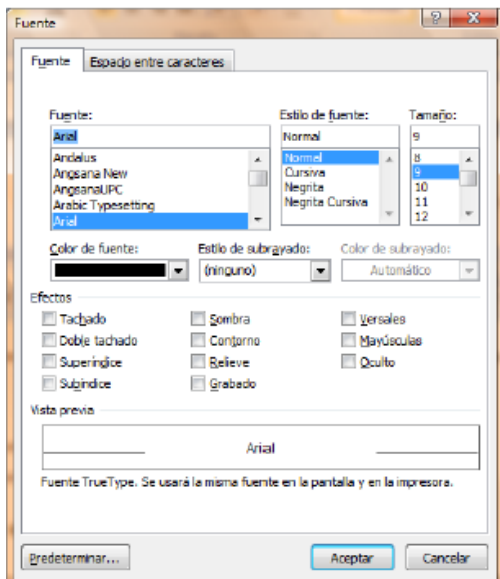 Fuente
Fuente Espacio entre caracteres
Fuente: Estilo de fuente: Tamaño:
Arial Normal 9
Andalus Normal 8
Angsana New Cursiva 9
AngsanaUPC Negrita 10
Arabic Typesetting Negrita Cursiva 11
Arial 12
Color de fuente: Estilo de subrayado: Color de subrayado:
(ninguno) Automático
Efectos
Tachado Sombra Versales
Doble tachado Contorno Mayúsculas
Superíndice Relieve Oculto
Subíndice Grabado
Vista previa
Arial
Fuente TrueType. Se usará la misma fuente en la pantalla y en la impresora.
Predeterminar... Aceptar Cancelar